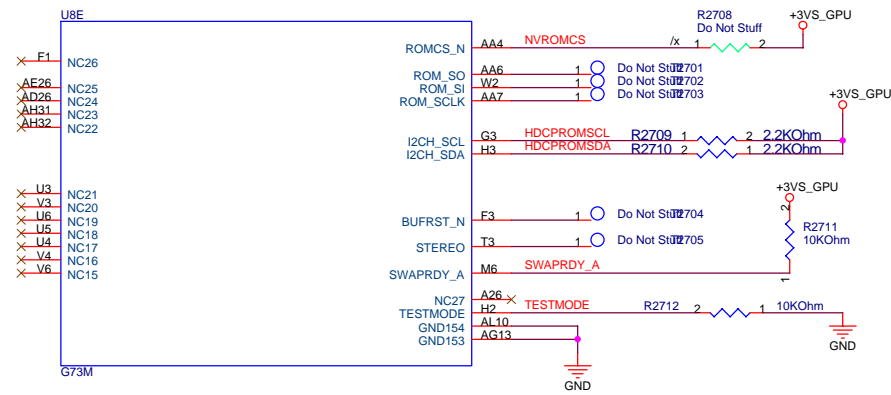 U8E
R2708
Do Not Stuff
+3VS_GPU
F1 NC26
ROMCS_N AA4 NVROMCS /x 1 2
ROM_SO AA6 1 Do Not Stuff T2701
AE26 NC25
ROM_SI W2 1 Do Not Stuff T2702
AD26 NC24
ROM_SCLK AA7 1 Do Not Stuff T2703
AH31 NC23
AH32 NC22
+3VS_GPU
I2CH_SCL G3 HDCPROMSCL R2709 1 2 2.2KOhm
I2CH_SDA H3 HDCPROMSDA R2710 2 1 2.2KOhm
+3VS_GPU
U3 NC21
V3 NC20
U6 NC19
BUFRST_N F3 1 Do Not Stuff T2704
2
R2711
10KOhm
1
U5 NC18
U4 NC17
STEREO T3 1 Do Not Stuff T2705
V4 NC16
V6 NC15
SWAPRDY_A M6 SWAPRDY_A
NC27 A26
TESTMODE H2 TESTMODE R2712 2 1 10KOhm
GND154 AL10
GND153 AG13
GND
G73M
GND